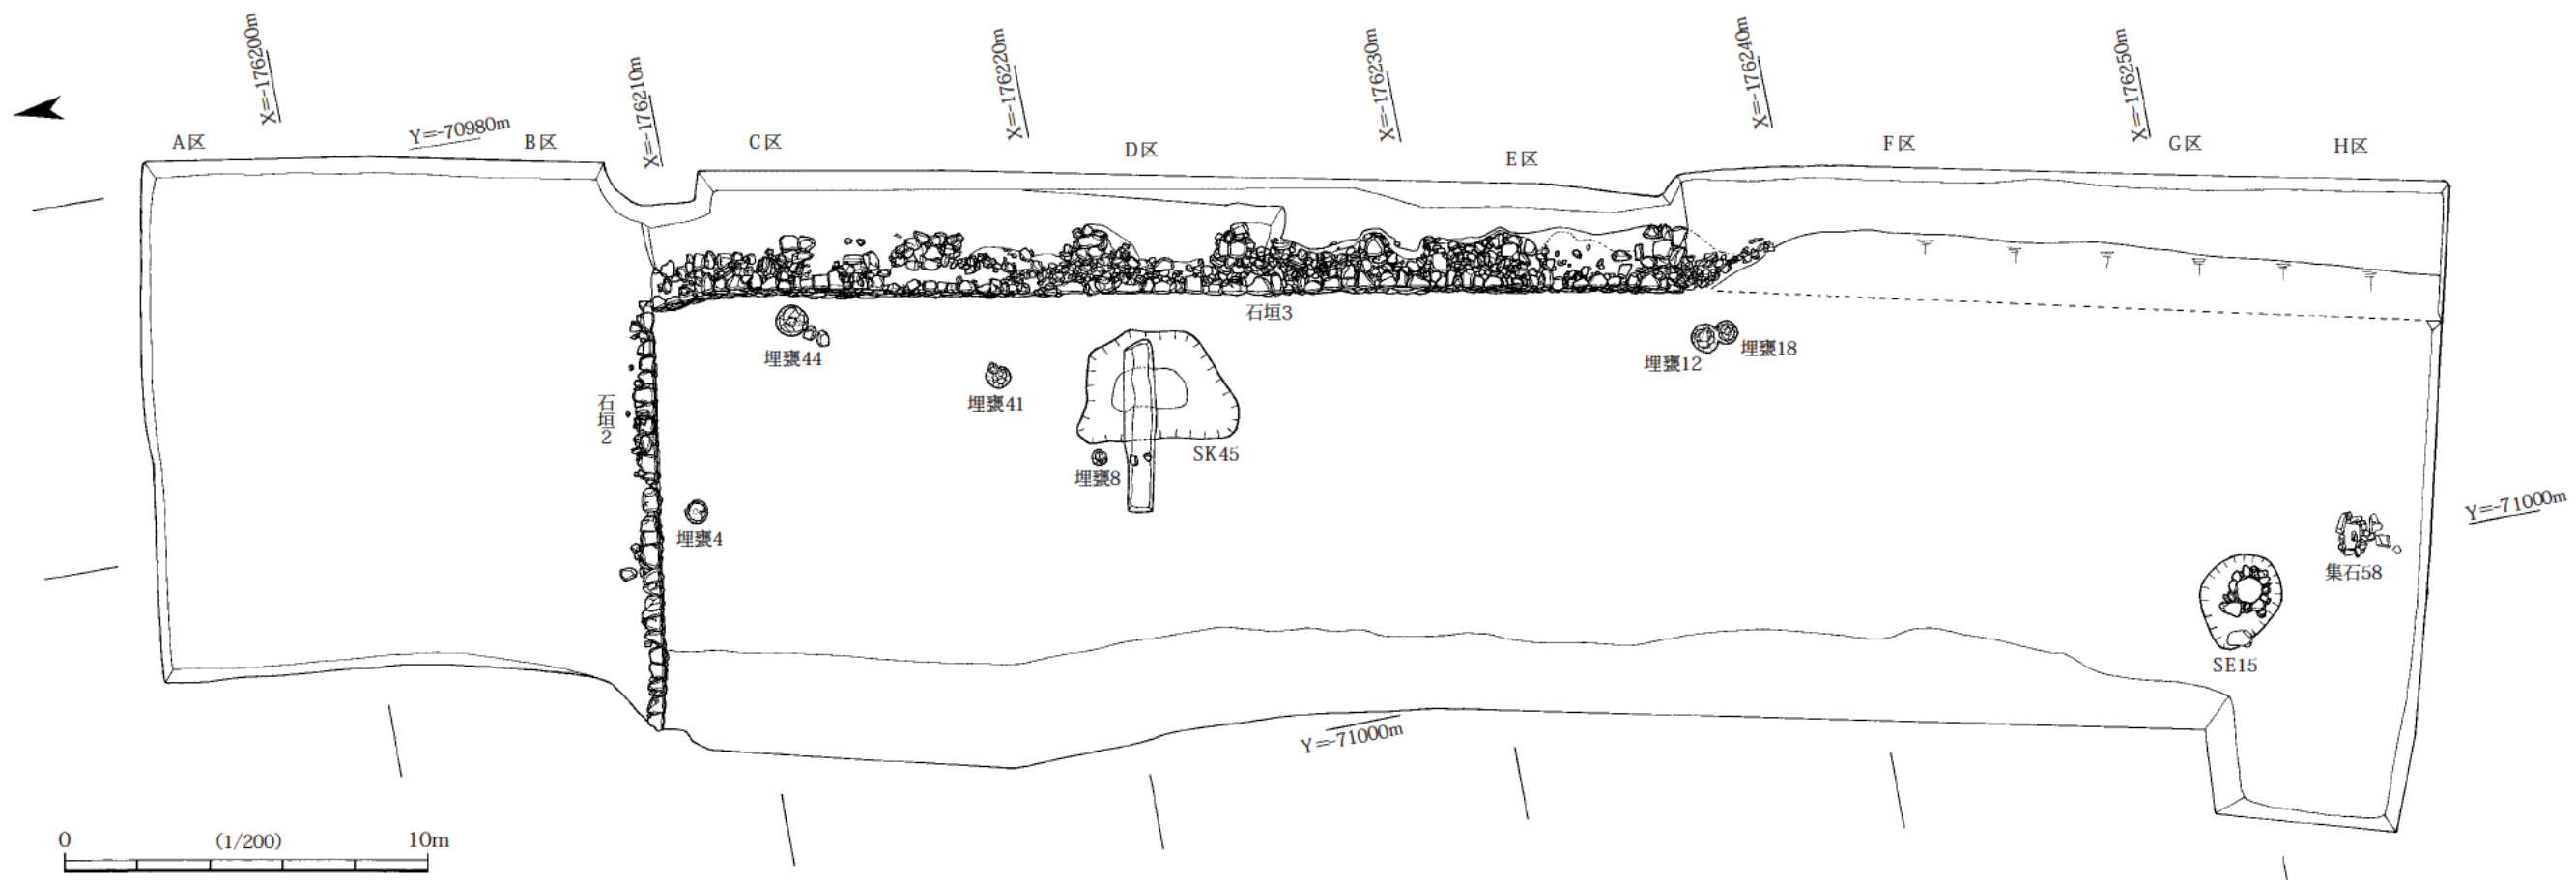 X=-176200m
X=-176210m
X=-176220m
X=-176230m
X=-176240m
X=-176250m
Y=-70980m
A区
B区
C区
D区
E区
F区
G区
H区
石垣3
埋甕44
埋甕12
埋甕18
石垣2
埋甕41
SK45
埋甕8
Y=-71000m
埋甕4
集石58
SE15
Y=-71000m
0
(1/200)
10m